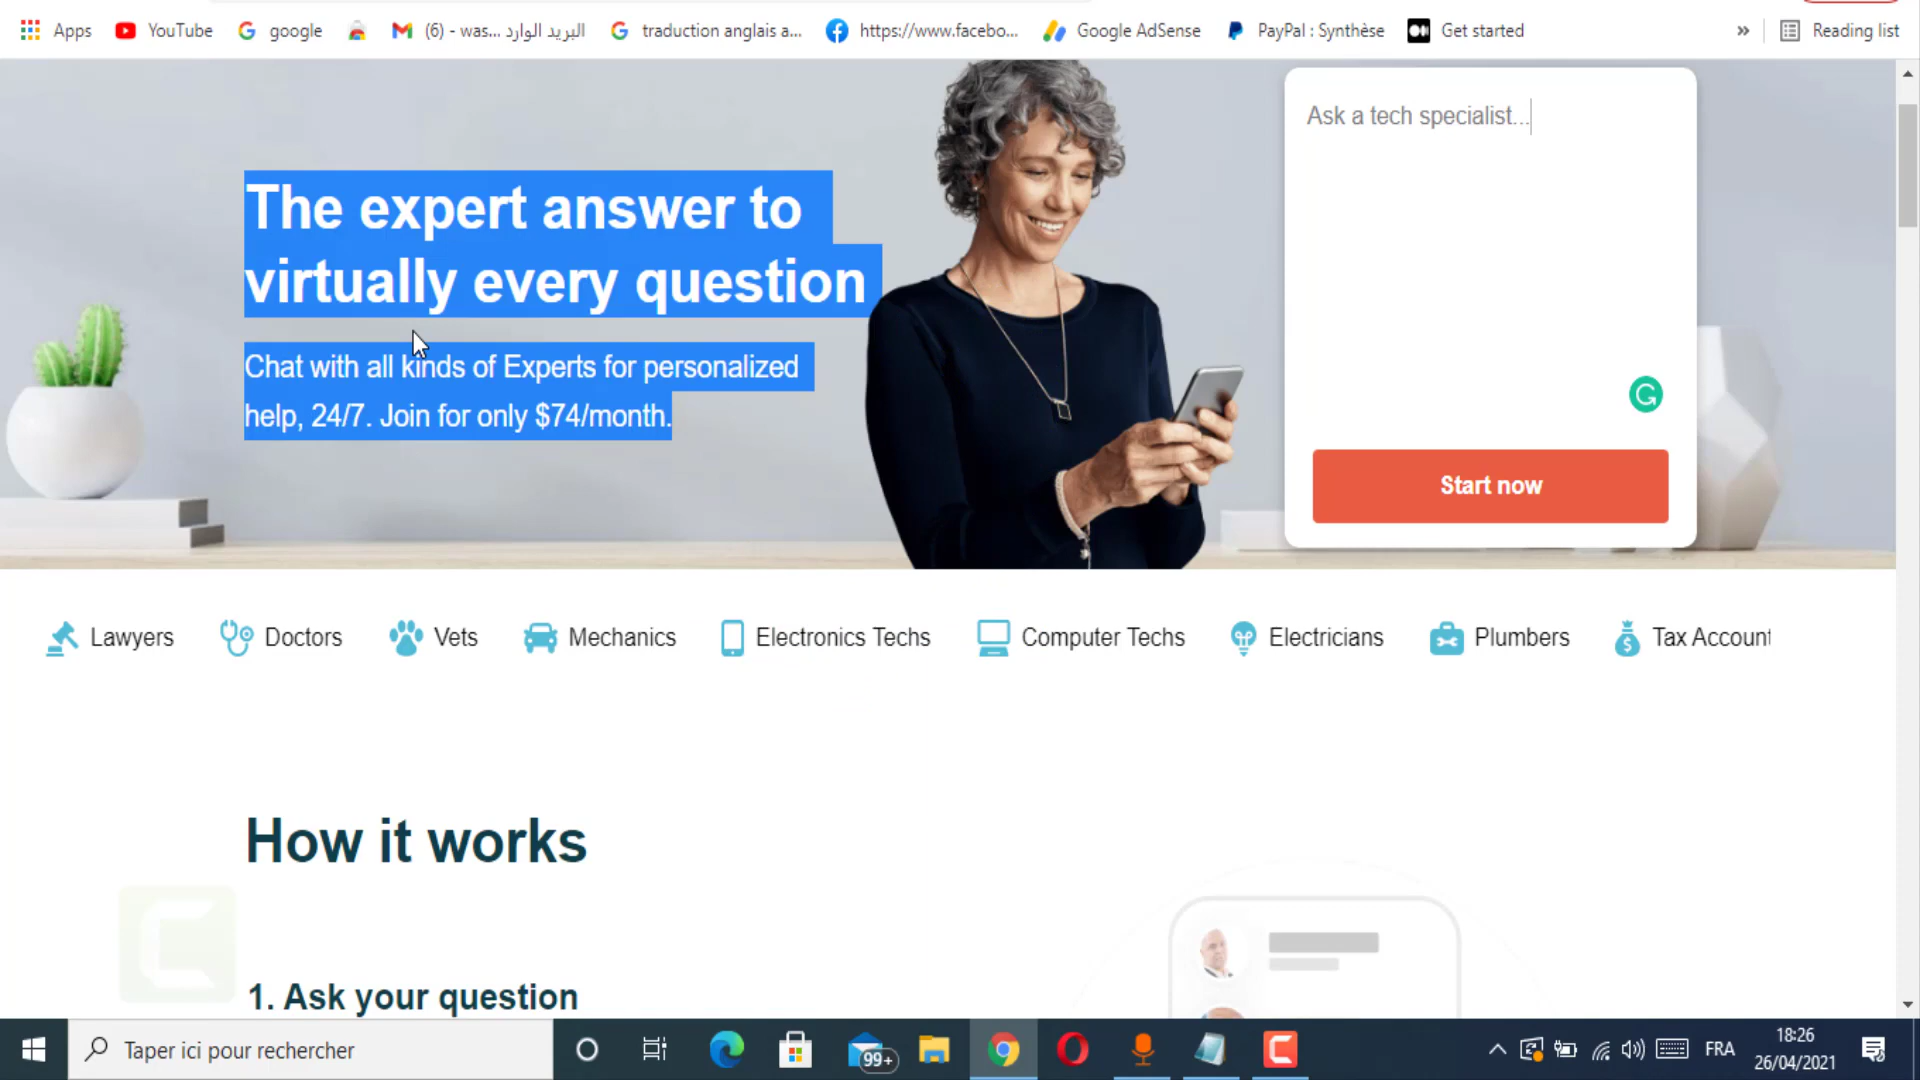 Apps
YouTube
google
(6) - was... البريد الوارد
traduction anglais a...
https://www.facebo...
Google AdSense
PayPal : Synthèse
Get started
»
Reading list
The expert answer to
virtually every question
Chat with all kinds of Experts for personalized
help, 24/7. Join for only $74/month.
Ask a tech specialist...
Start now
Lawyers
Doctors
Vets
Mechanics
Electronics Techs
Computer Techs
Electricians
Plumbers
Tax Account
How it works
1. Ask your question
Taper ici pour rechercher
99+
FRA
18:26
26/04/2021